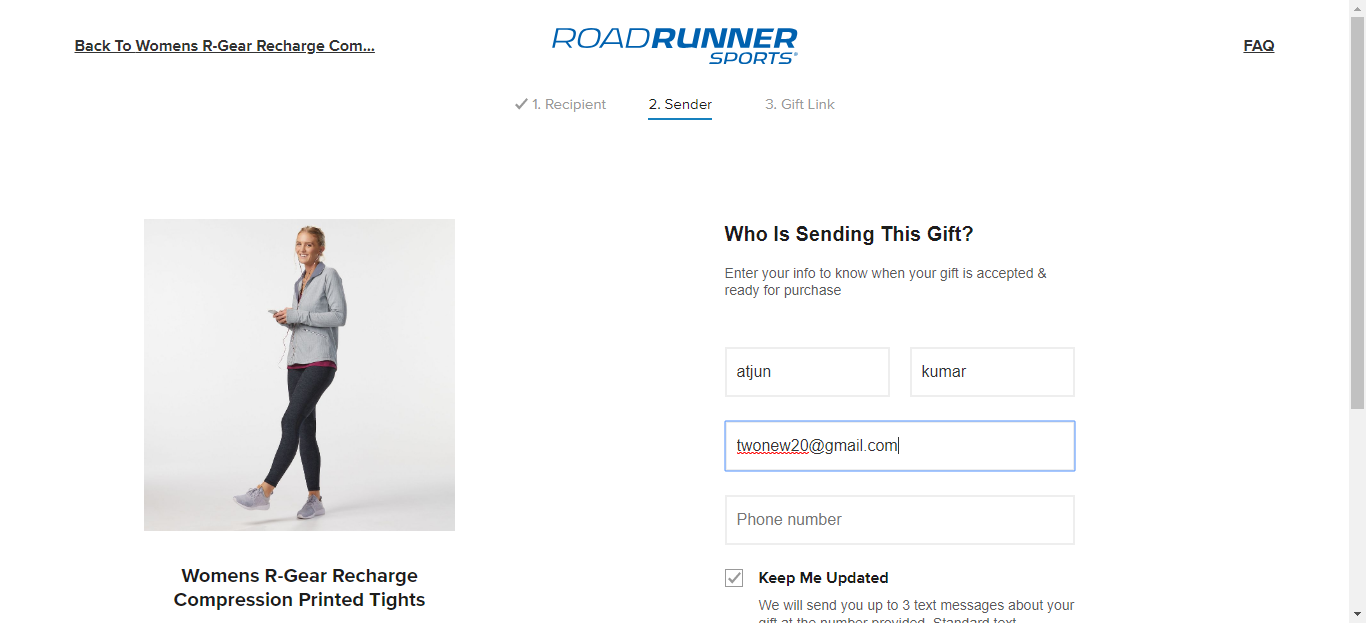 Back To Womens R-Gear Recharge Com...
ROADRUNNER
SPORTS®
FAQ
1. Recipient
2. Sender
3. Gift Link
Who Is Sending This Gift?
Enter your info to know when your gift is accepted &
ready for purchase
atjun
kumar
twonew20@gmail.com
Phone number
Keep Me Updated
We will send you up to 3 text messages about your
gift at the number provided. Standard text
Womens R-Gear Recharge
Compression Printed Tights